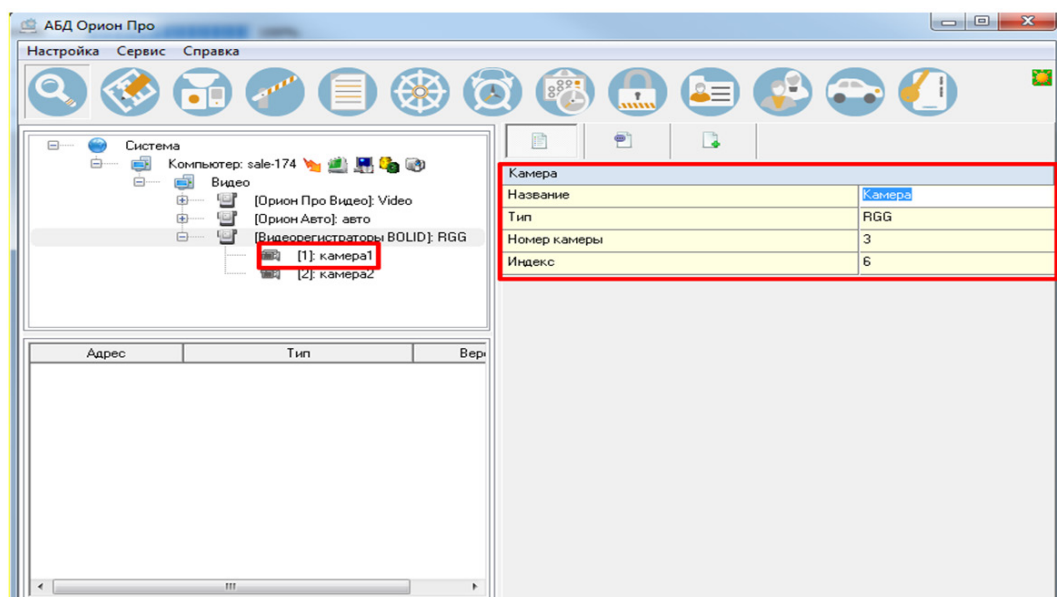 АБД Орион Про
Настройка Сервис Справка
Система
Компьютер: sale-174
Видео
[Орион Про Видео]: Video
[Орион Авто]: авто
[Видеорегистраторы BOLID]: RGG
[1]: камера1
[2]: камера2
Адрес Тип Верс
Камера
Название Камера
Тип RGG
Номер камеры 3
Индекс 6